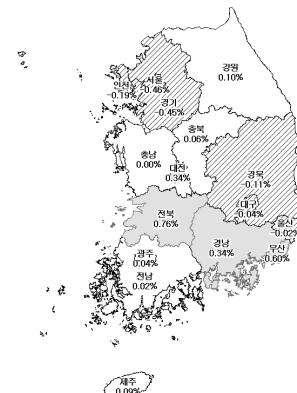 강원
0.10%
서울
-0.46%
인천
0.19%
경기
-0.45%
충북
0.06%
충남
0.00%
대전
0.34%
경북
-0.11%
대구
0.04%
울산
-0.02%
전북
0.76%
경남
0.34%
부산
0.60%
광주
0.04%
전남
0.02%
제주
0.09%